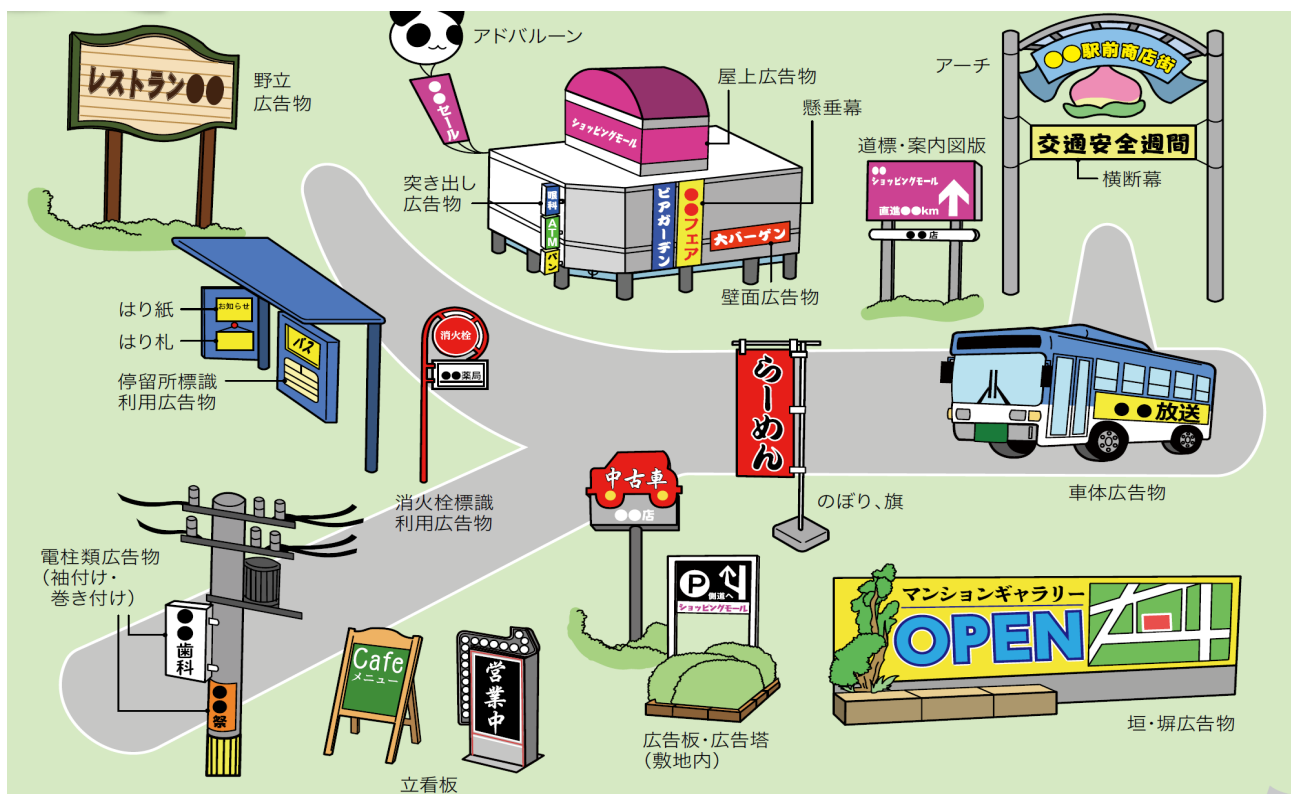 レストラン●●
野立
広告物
アドバルーン
●●セール
屋上広告物
ショッピングモール
懸垂幕
突き出し
広告物
眼科
ATM
パン
ビアガーデン
●●フェア
大バーゲン
壁面広告物
アーチ
●●駅前商店街
交通安全週間
横断幕
道標・案内図版
●●
ショッピングモール
直進●●km
●●店
はり紙
お知らせ
はり札
バス
停留所標識
利用広告物
消火栓
●●薬局
消火栓標識
利用広告物
らーめん
のぼり、旗
●●放送
車体広告物
電柱類広告物
(袖付け・
巻き付け)
●●歯科
●●祭
Cafe
メニュー
営業中
立看板
中古車
●●店
P
側道へ
ショッピングモール
広告板・広告塔
(敷地内)
マンションギャラリー
OPEN
垣・塀広告物